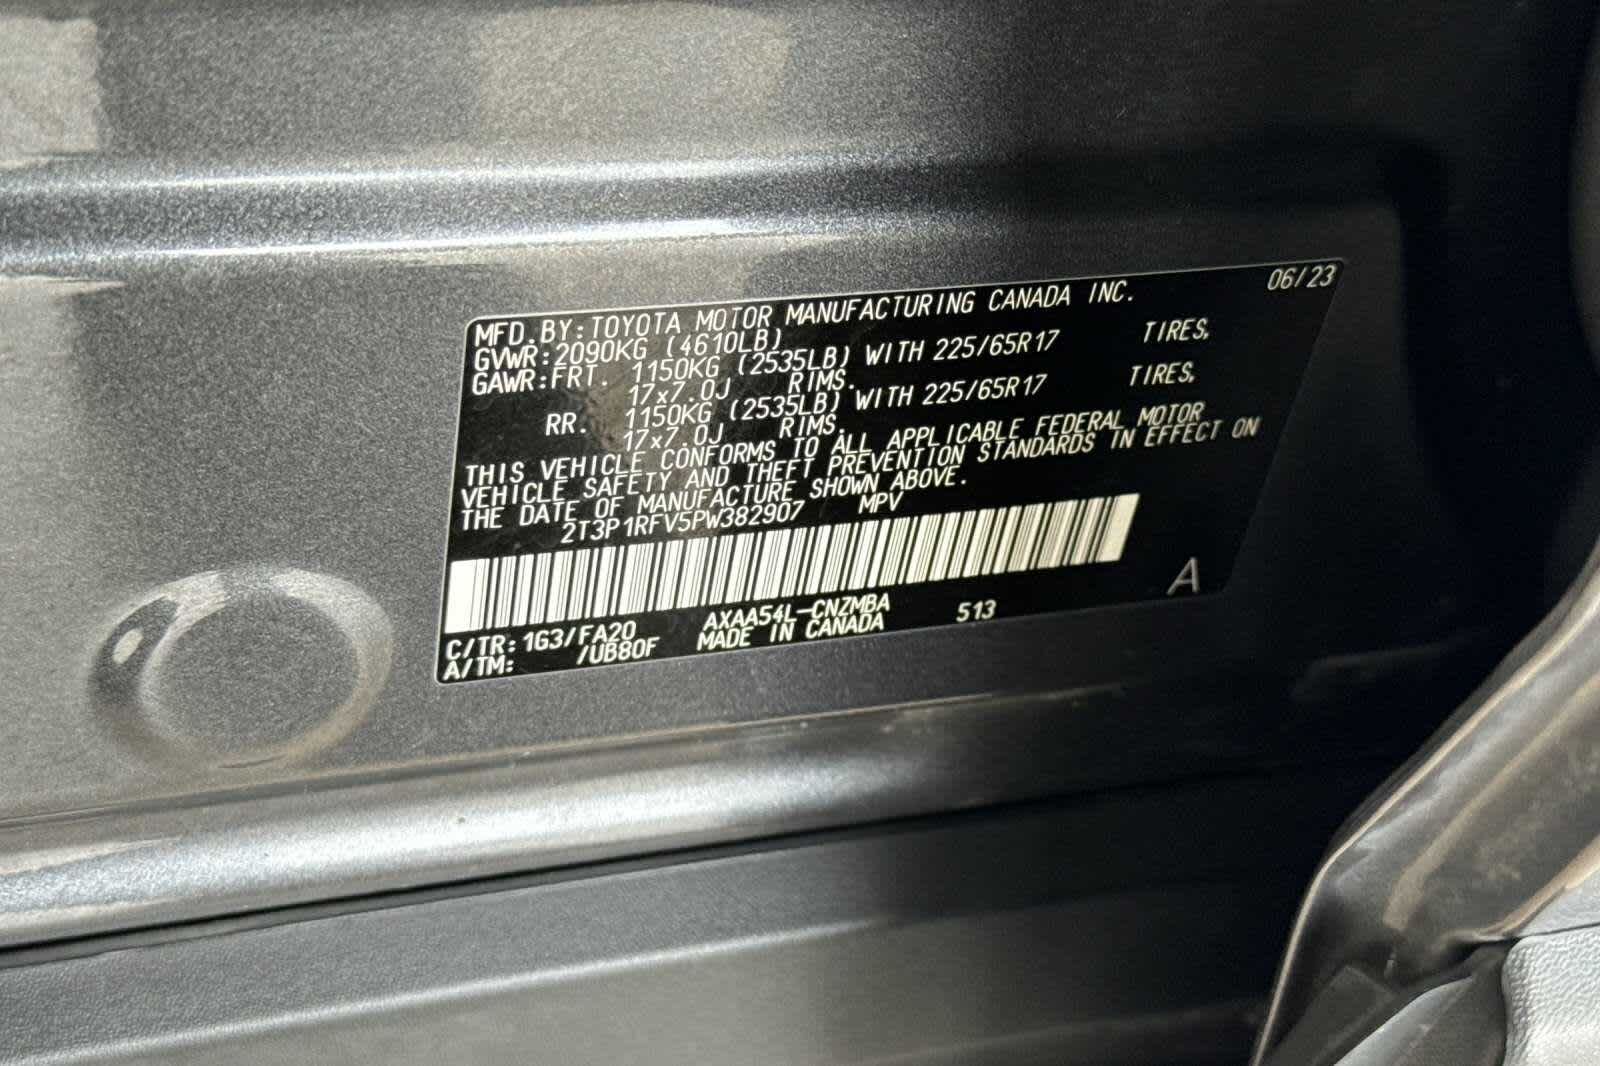 06/23
MFD. BY: TOYOTA MOTOR MANUFACTURING CANADA INC.
GVWR: 2090KG (4610LB)
GAWR: FRT. 1150KG (2535LB) WITH 225/65R17 TIRES,
17x7.0J RIMS.
RR. 1150KG (2535LB) WITH 225/65R17 TIRES,
17x7.0J RIMS.
THIS VEHICLE CONFORMS TO ALL APPLICABLE FEDERAL MOTOR
VEHICLE SAFETY AND THEFT PREVENTION STANDARDS IN EFFECT ON
THE DATE OF MANUFACTURE SHOWN ABOVE.
2T3P1RFV5PW382907 MPV
A
C/TR: 1G3/FA20 AXAA54L-CNZMBA 513
A/TM: /UB80F MADE IN CANADA